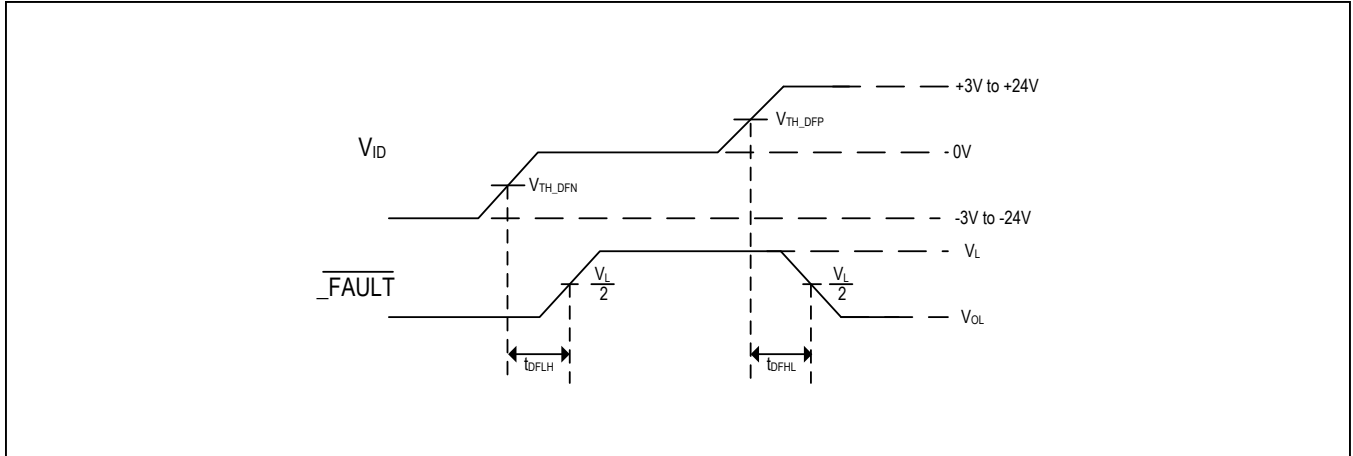 +3V to +24V
VTH_DFP
VID
0V
VTH_DFN
-3V to -24V
VL
_FAULT
VL
2
VL
2
VOL
tDFLH
tDFHL